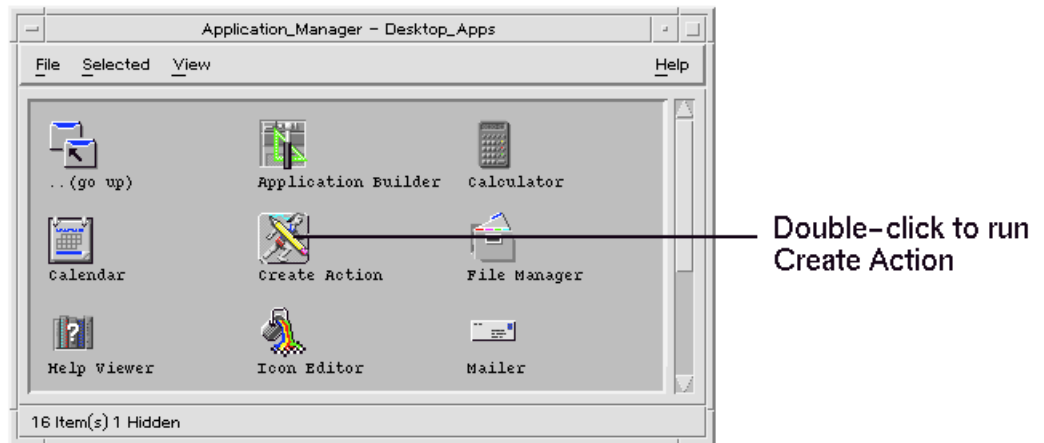 Application_Manager – Desktop_Apps
File Selected View Help
..(go up) Application Builder Calculator
Calendar Create Action File Manager
Help Viewer Icon Editor Mailer
16 Item(s) 1 Hidden
Double–click to run
Create Action